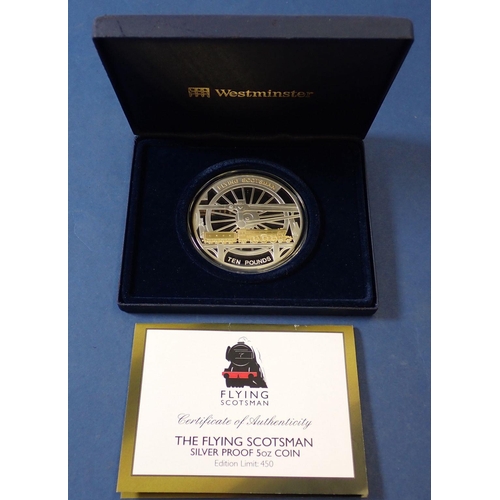 Westminster
FLYING SCOTSMAN
TEN POUNDS
FLYING
SCOTSMAN
Certificate of Authenticity
THE FLYING SCOTSMAN
SILVER PROOF 5oz COIN
Edition Limit: 450